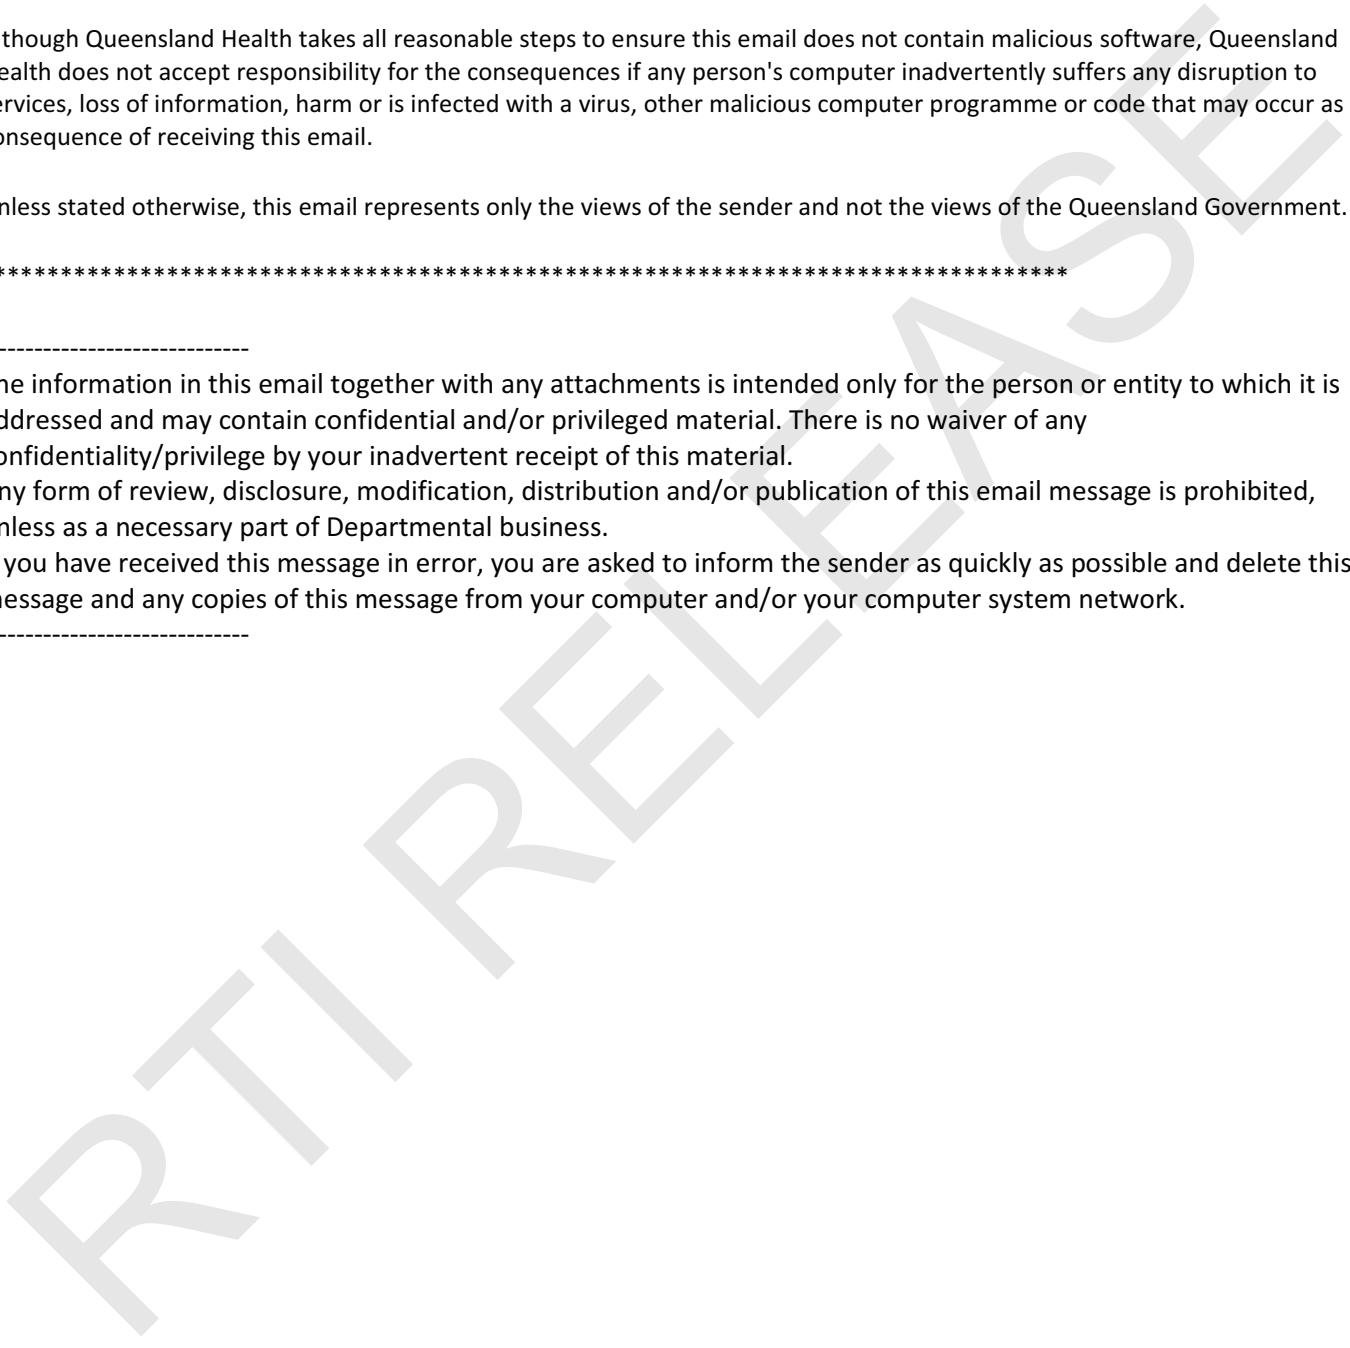 though Queensland Health takes all reasonable steps to ensure this email does not contain malicious software, Queensland
ealth does not accept responsibility for the consequences if any person's computer inadvertently suffers any disruption to
ervices, loss of information, harm or is infected with a virus, other malicious computer programme or code that may occur as
onsequence of receiving this email.
nless stated otherwise, this email represents only the views of the sender and not the views of the Queensland Government.
*********************************************************************************
----------------------------
he information in this email together with any attachments is intended only for the person or entity to which it is
ddressed and may contain confidential and/or privileged material. There is no waiver of any
onfidentiality/privilege by your inadvertent receipt of this material.
ny form of review, disclosure, modification, distribution and/or publication of this email message is prohibited,
nless as a necessary part of Departmental business.
you have received this message in error, you are asked to inform the sender as quickly as possible and delete this
message and any copies of this message from your computer and/or your computer system network.
----------------------------
RTI RELEASE